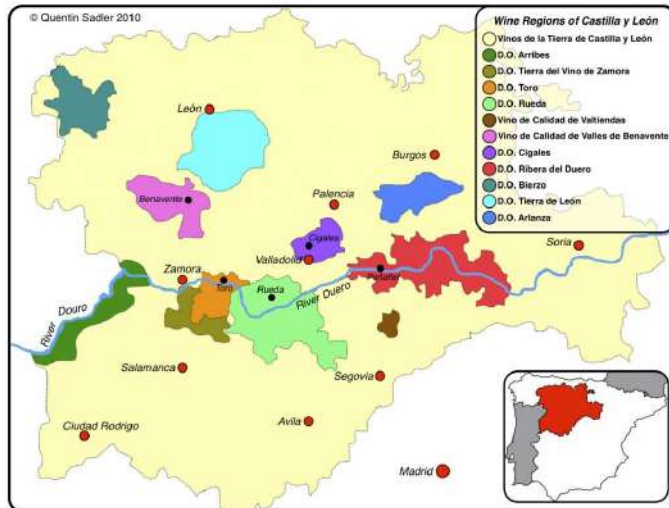 © Quentin Sadler 2010
Wine Regions of Castilla y León
Vinos de la Tierra de Castilla y León
D.O. Arribes
D.O. Tierra del Vino de Zamora
D.O. Toro
D.O. Rueda
Vino de Calidad de Valtiendas
Vino de Calidad de Valles de Benavente
D.O. Cigales
D.O. Ribera del Duero
D.O. Bierzo
D.O. Tierra de León
D.O. Arlanza
León
Burgos
Benavente
Palencia
Cigales
Valladolid
Soria
Zamora
Toro
Rueda
River Duero
Peñafiel
River Douro
Salamanca
Segovia
Avila
Ciudad Rodrigo
Madrid